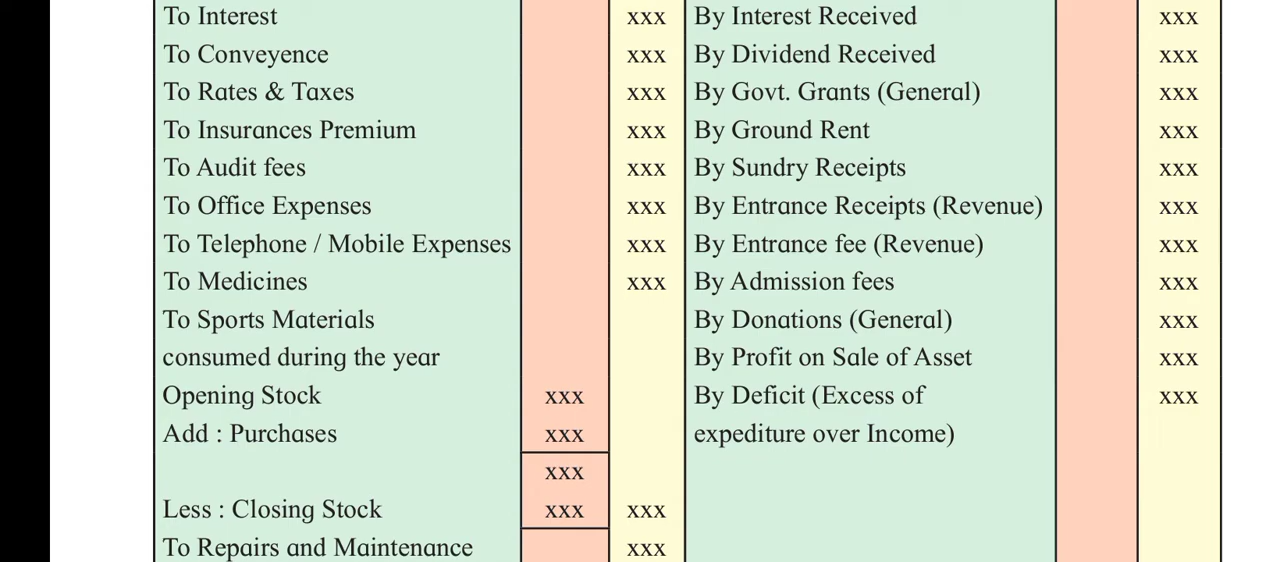 To Interest xxx By Interest Received xxx
To Conveyence xxx By Dividend Received xxx
To Rates & Taxes xxx By Govt. Grants (General) xxx
To Insurances Premium xxx By Ground Rent xxx
To Audit fees xxx By Sundry Receipts xxx
To Office Expenses xxx By Entrance Receipts (Revenue) xxx
To Telephone / Mobile Expenses xxx By Entrance fee (Revenue) xxx
To Medicines xxx By Admission fees xxx
To Sports Materials By Donations (General) xxx
consumed during the year By Profit on Sale of Asset xxx
Opening Stock xxx By Deficit (Excess of xxx
Add : Purchases xxx expediture over Income)
xxx
Less : Closing Stock xxx xxx
To Repairs and Maintenance xxx